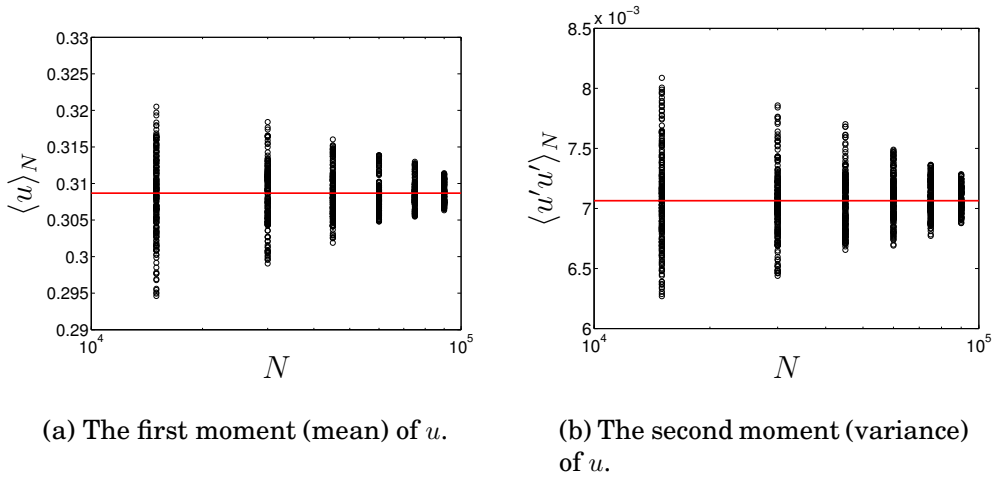 0.33
0.325
0.32
0.315
0.31
0.305
0.3
0.295
0.29
⟨u⟩_N
10^4
10^5
N
(a) The first moment (mean) of u.
x 10^−3
8.5
8
7.5
7
6.5
6
⟨u′u′⟩_N
10^4
10^5
N
(b) The second moment (variance)
of u.